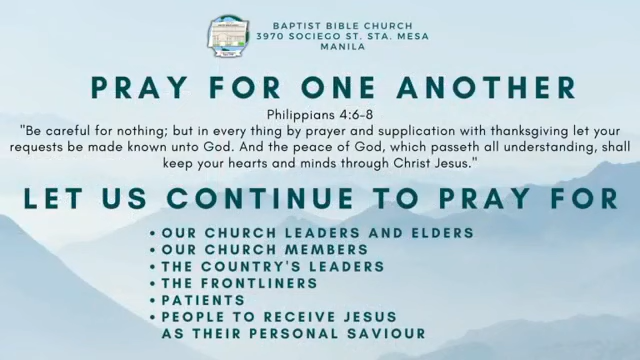 BAPTIST BIBLE CHURCH
3970 SOCIEGO ST. STA. MESA
MANILA
PRAY FOR ONE ANOTHER
Philippians 4:6-8
"Be careful for nothing; but in every thing by prayer and supplication with thanksgiving let your
requests be made known unto God. And the peace of God, which passeth all understanding, shall
keep your hearts and minds through Christ Jesus."
LET US CONTINUE TO PRAY FOR
• OUR CHURCH LEADERS AND ELDERS
• OUR CHURCH MEMBERS
• THE COUNTRY'S LEADERS
• THE FRONTLINERS
• PATIENTS
• PEOPLE TO RECEIVE JESUS
AS THEIR PERSONAL SAVIOUR